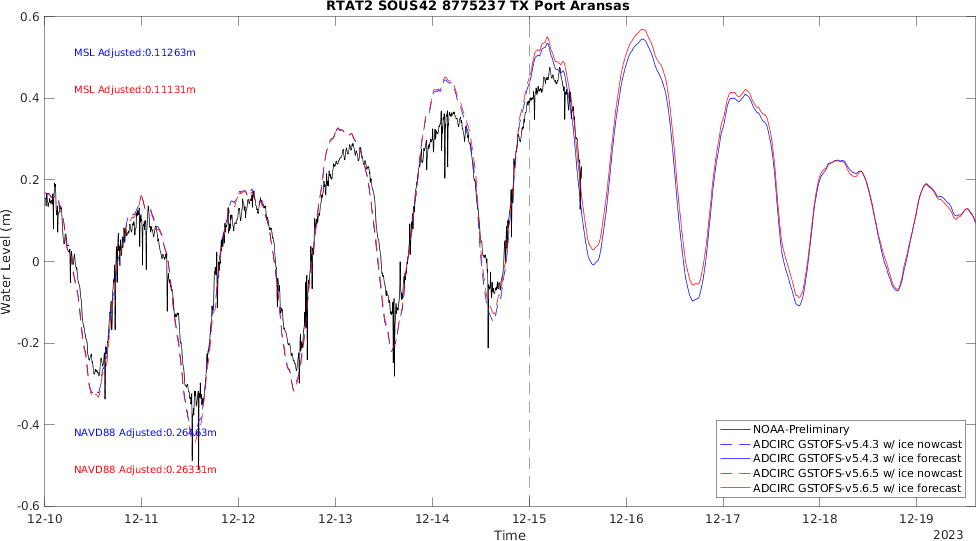 RTAT2 SOUS42 8775237 TX Port Aransas
0.6
0.4
0.2
0
-0.2
-0.4
-0.6
Water Level (m)
MSL Adjusted:0.11263m
MSL Adjusted:0.11131m
NAVD88 Adjusted:0.26463m
NAVD88 Adjusted:0.26331m
NOAA-Preliminary
ADCIRC GSTOFS-v5.4.3 w/ ice nowcast
ADCIRC GSTOFS-v5.4.3 w/ ice forecast
ADCIRC GSTOFS-v5.6.5 w/ ice nowcast
ADCIRC GSTOFS-v5.6.5 w/ ice forecast
12-10 12-11 12-12 12-13 12-14 12-15 12-16 12-17 12-18 12-19
Time
2023